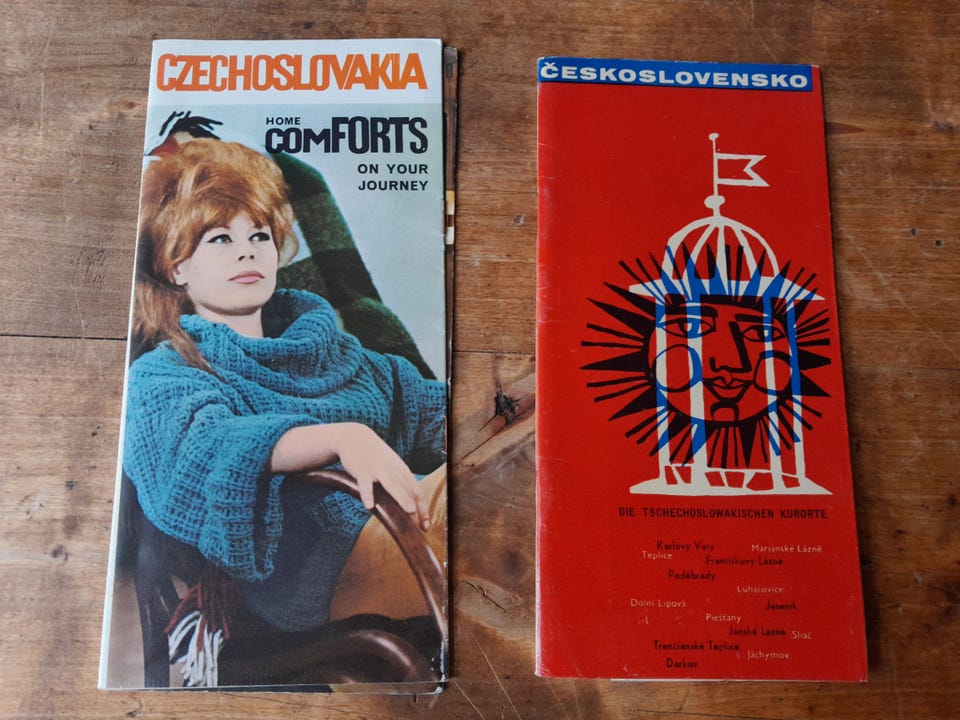 CZECHOSLOVAKIA
HOME
COMFORTS
ON YOUR
JOURNEY
ČESKOSLOVENSKO
DIE TSCHECHOSLOWAKISCHEN KURORTE
Karlovy Vary
Mariánské Lázně
Teplice
Františkovy Lázně
Poděbrady
Luhačovice
Dolní Lipová
Jeseník
Piešťany
Janské Lázně
Sliač
Trenčianské Teplice
Jáchymov
Darkov